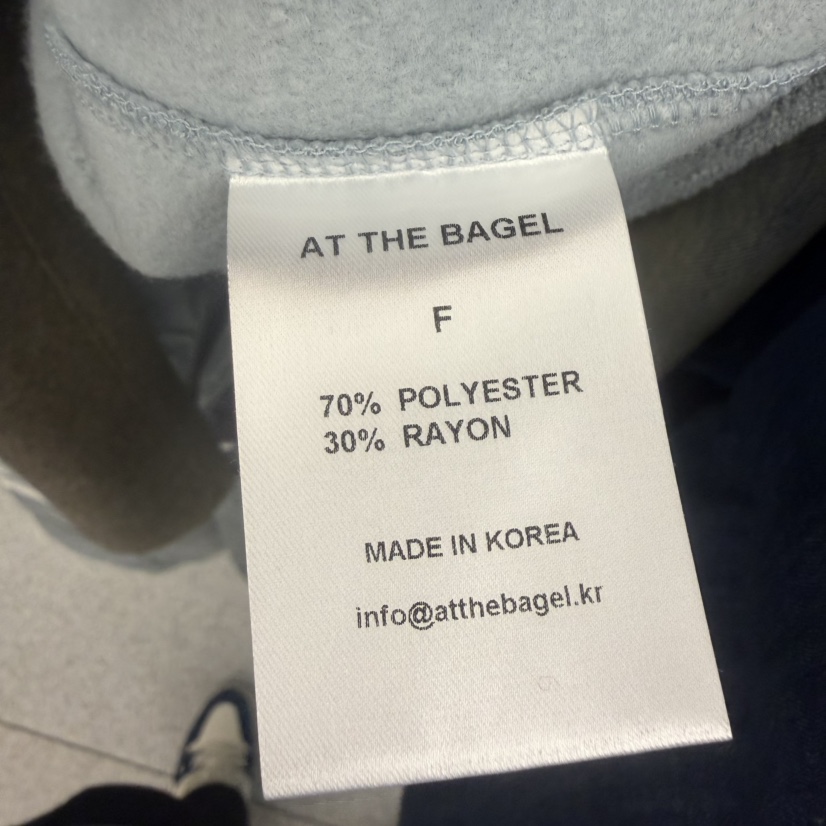 AT THE BAGEL
F
70% POLYESTER
30% RAYON
MADE IN KOREA
info@atthebagel.kr